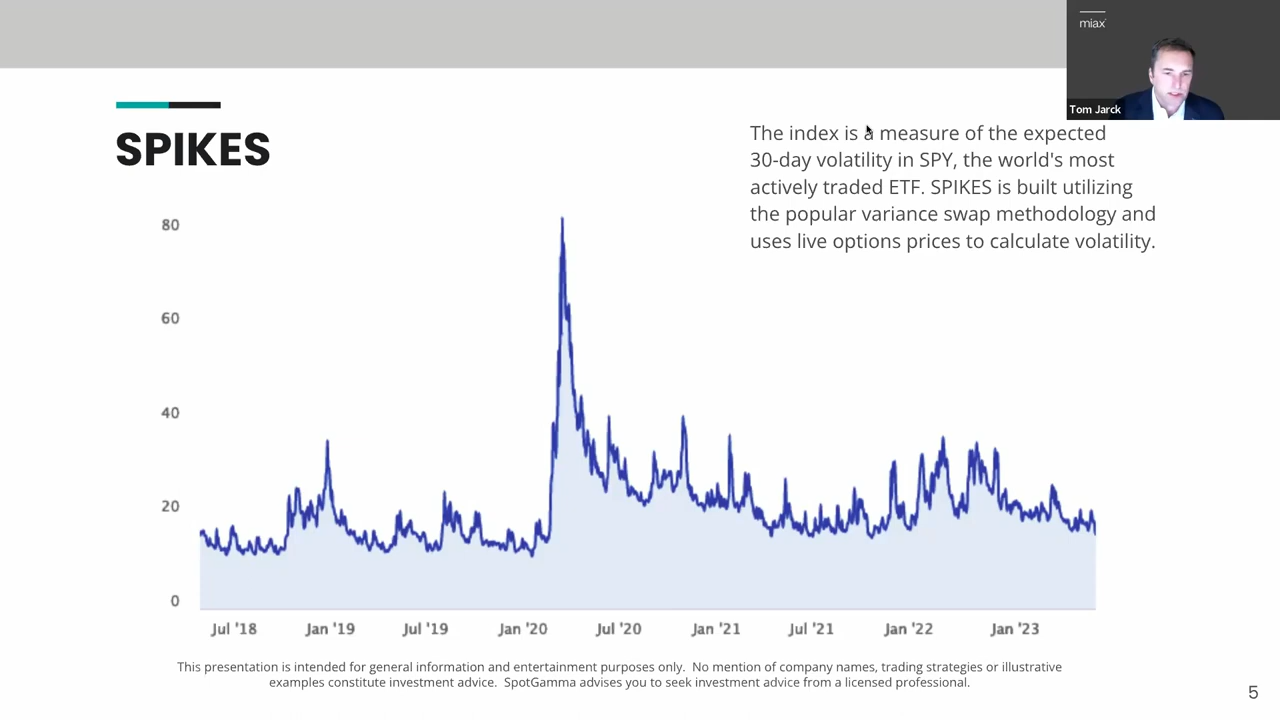 miax
Tom Jarck
SPIKES
The index is a measure of the expected
30-day volatility in SPY, the world's most
actively traded ETF. SPIKES is built utilizing
the popular variance swap methodology and
uses live options prices to calculate volatility.
80
60
40
20
0
Jul '18 Jan '19 Jul '19 Jan '20 Jul '20 Jan '21 Jul '21 Jan '22 Jan '23
This presentation is intended for general information and entertainment purposes only. No mention of company names, trading strategies or illustrative
examples constitute investment advice. SpotGamma advises you to seek investment advice from a licensed professional.
5